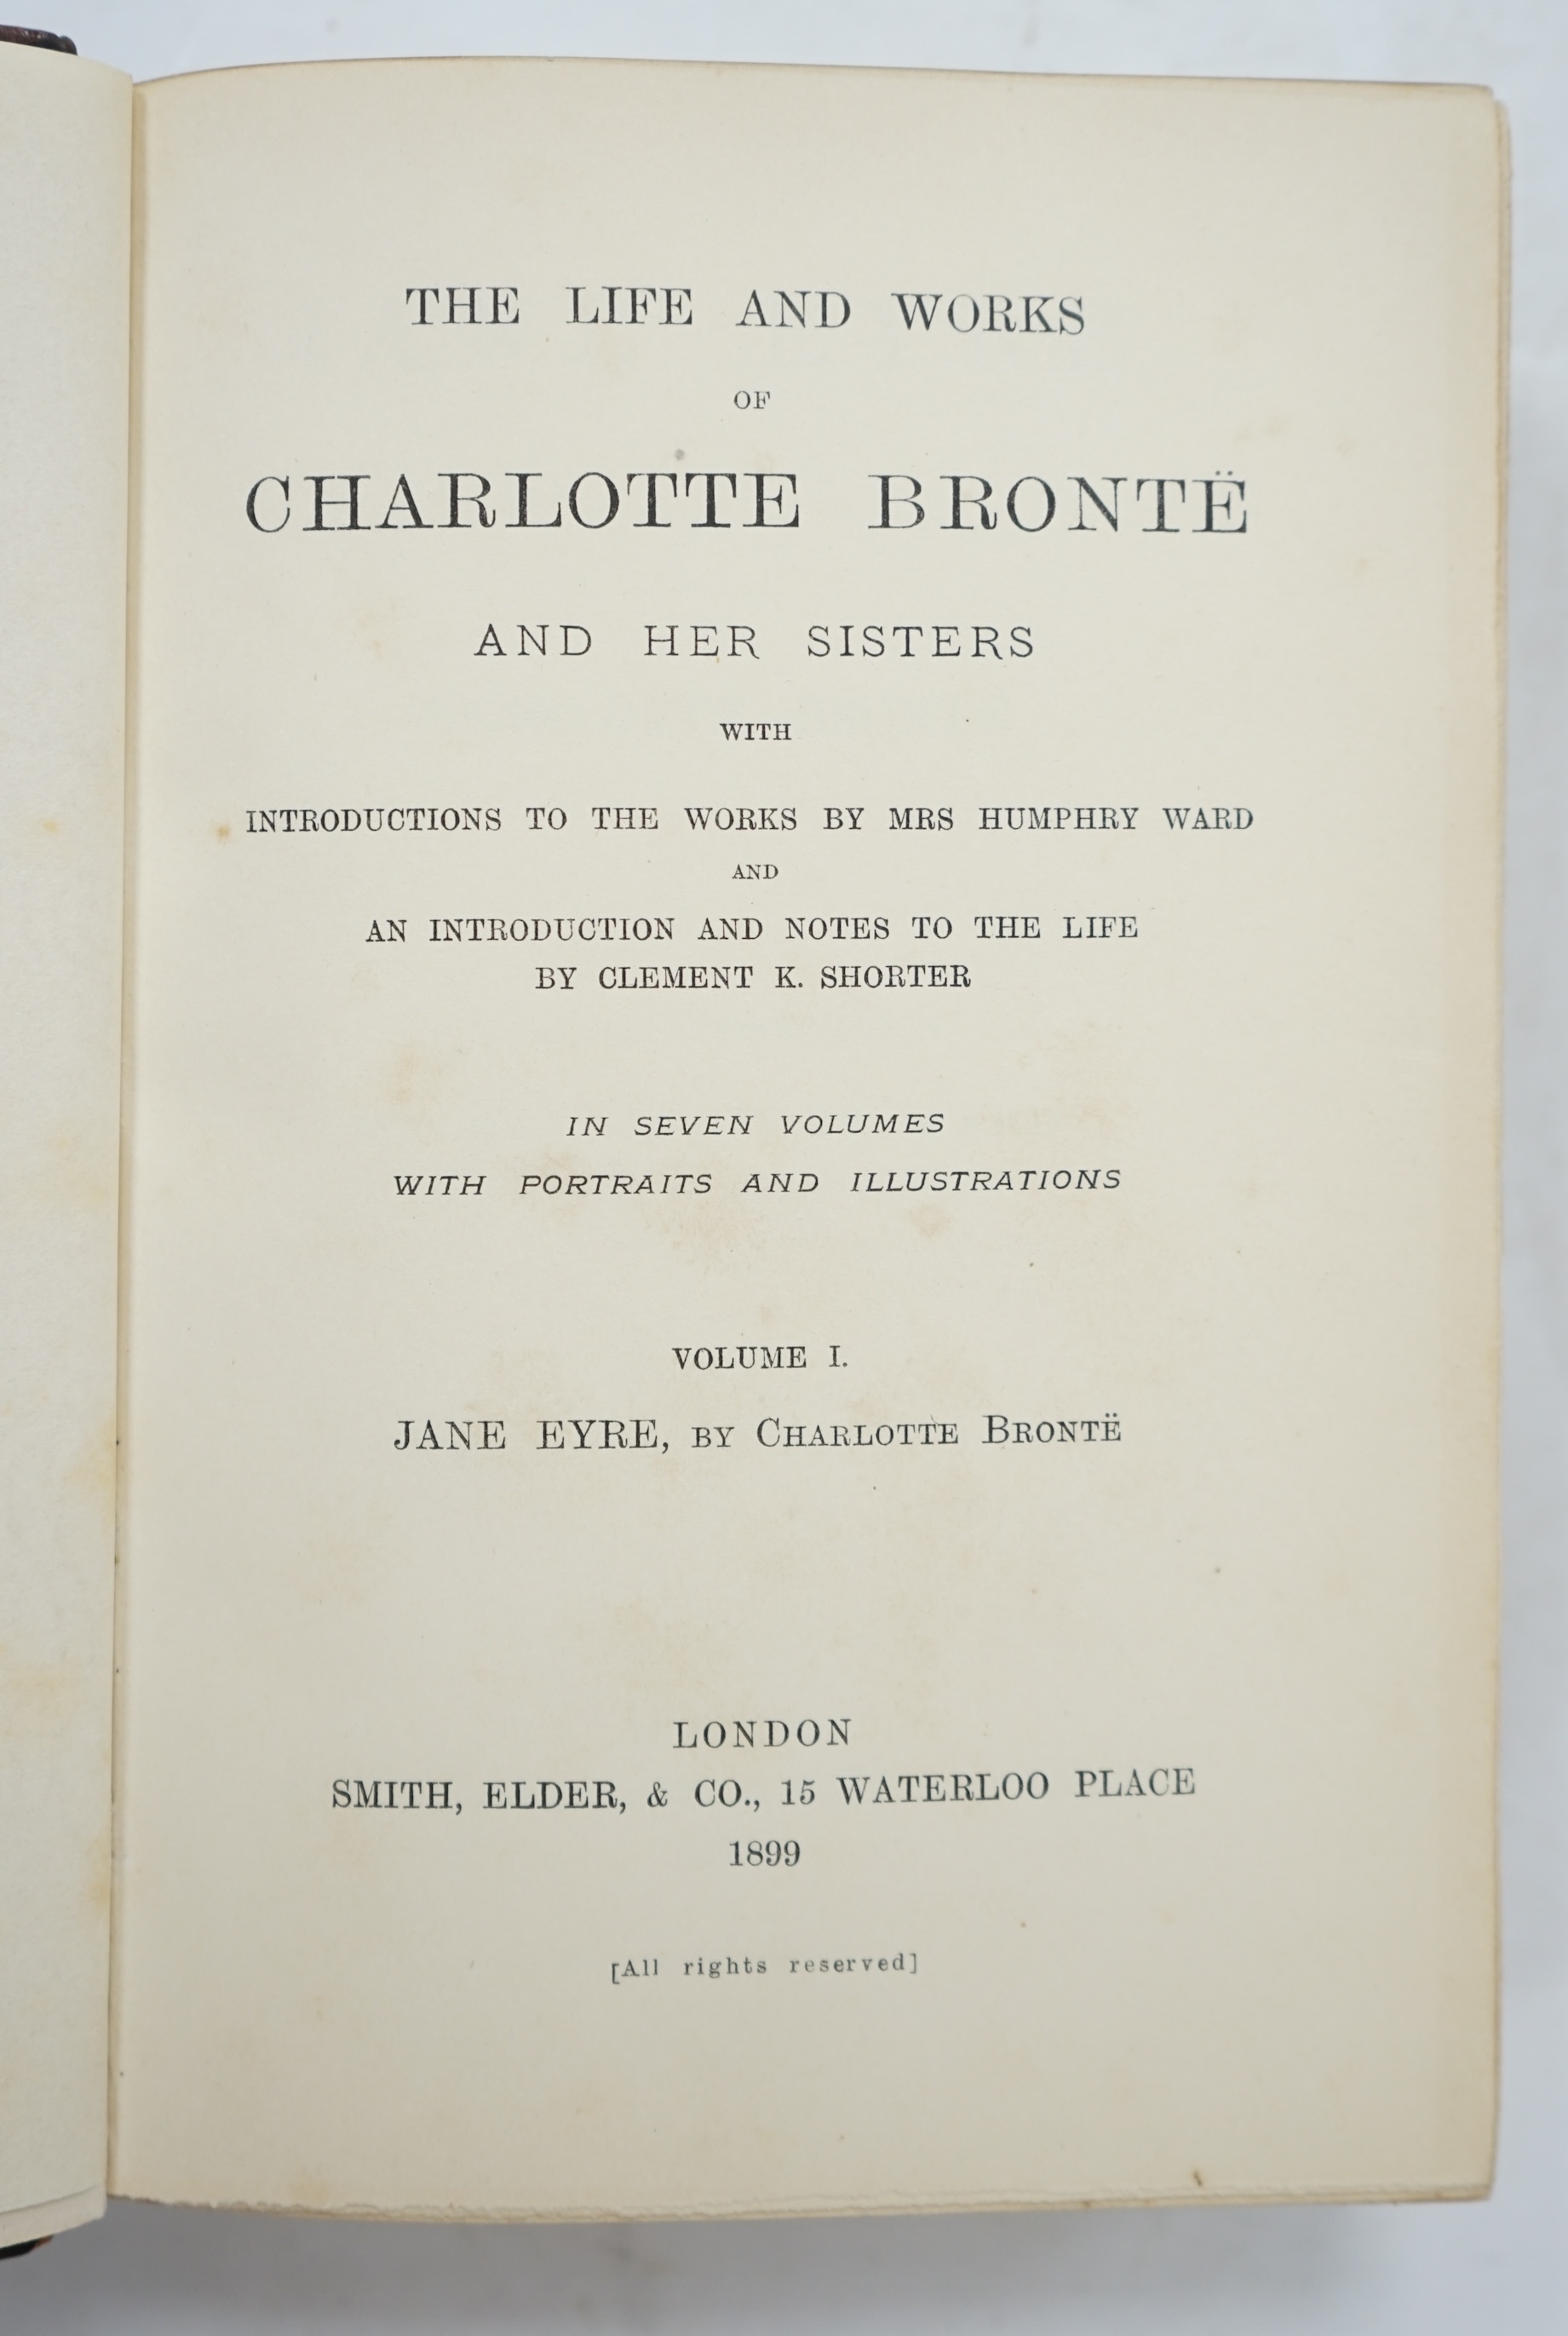 THE LIFE AND WORKS
OF
CHARLOTTE BRONTË
AND HER SISTERS
WITH
INTRODUCTIONS TO THE WORKS BY MRS HUMPHRY WARD
AND
AN INTRODUCTION AND NOTES TO THE LIFE
BY CLEMENT K. SHORTER
IN SEVEN VOLUMES
WITH PORTRAITS AND ILLUSTRATIONS
VOLUME I.
JANE EYRE, BY CHARLOTTE BRONTË
LONDON
SMITH, ELDER, & CO., 15 WATERLOO PLACE
1899
[All rights reserved]